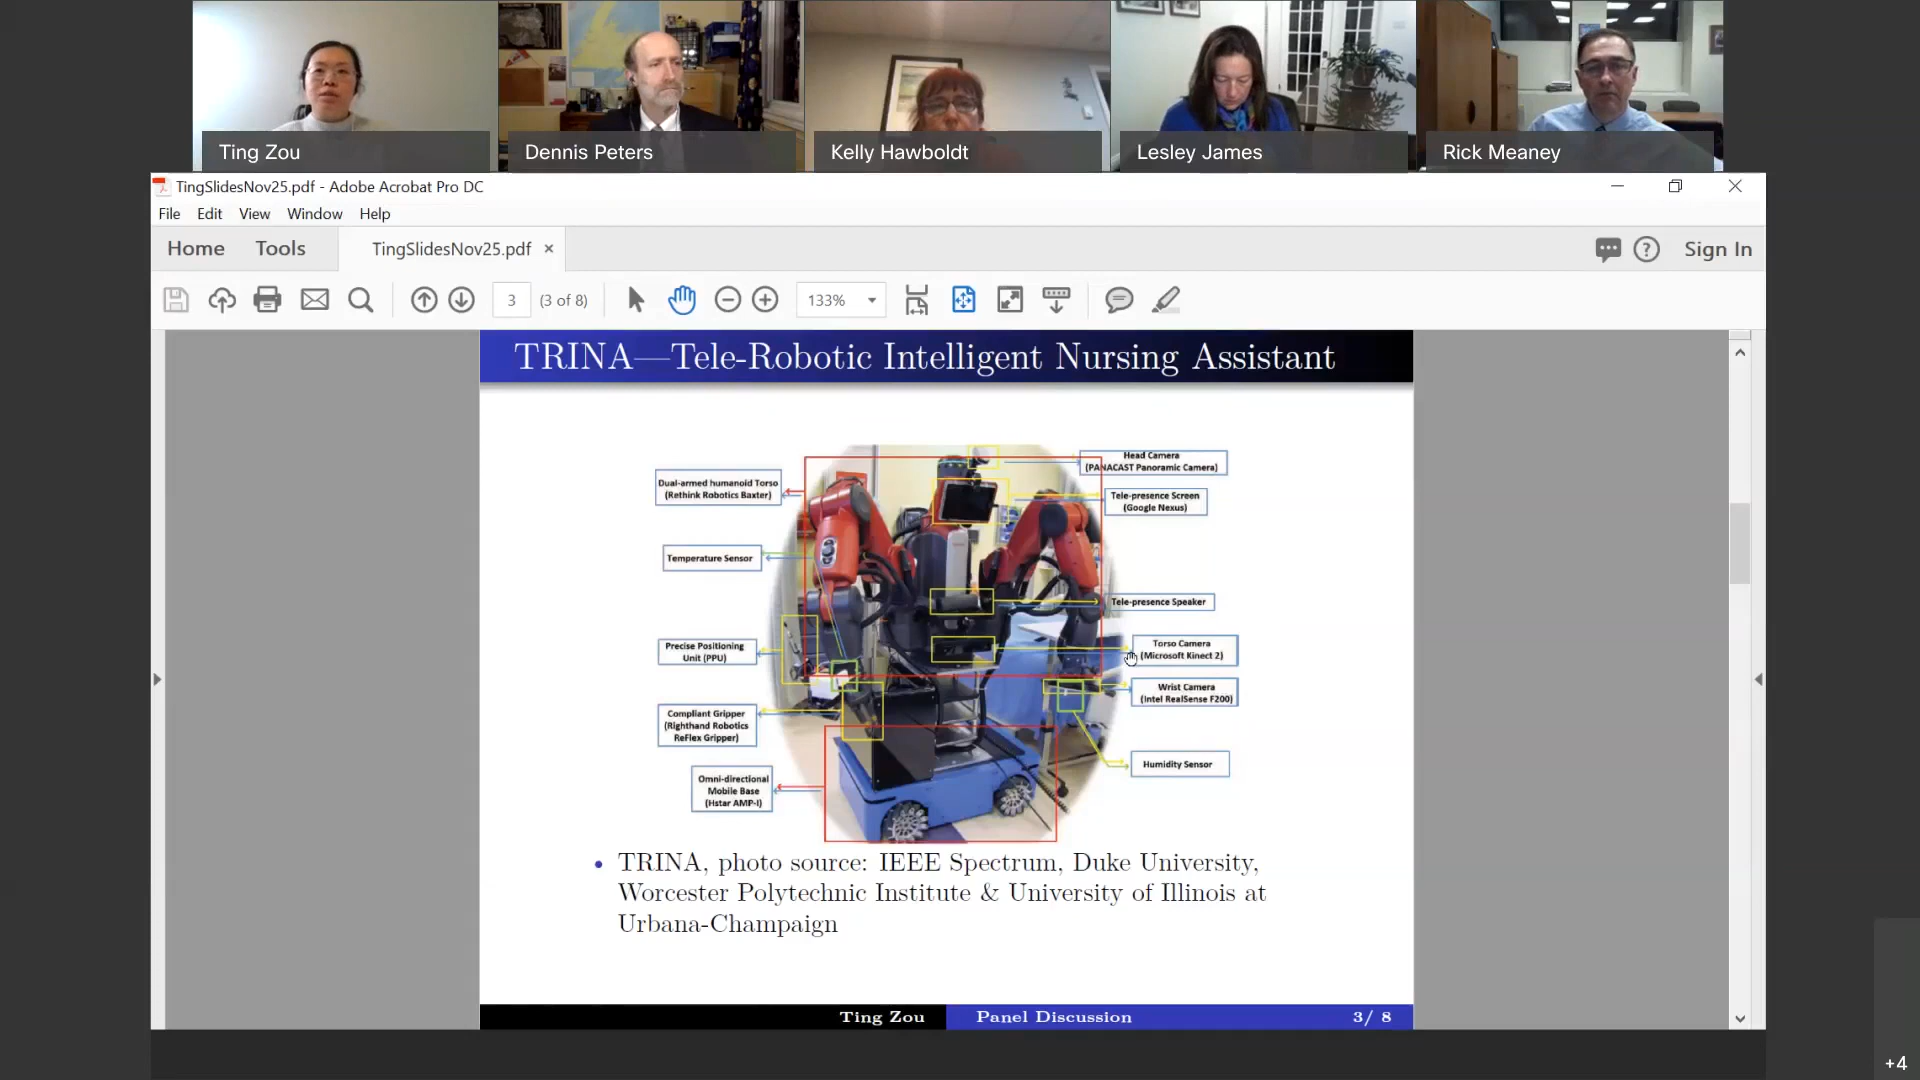 Ting Zou
Dennis Peters
Kelly Hawboldt
Lesley James
Rick Meaney
TingSlidesNov25.pdf - Adobe Acrobat Pro DC
File Edit View Window Help
Home Tools TingSlidesNov25.pdf × Sign In
3 (3 of 8) 133%
TRINA—Tele-Robotic Intelligent Nursing Assistant
Dual-armed humanoid Torso
(Rethink Robotics Baxter)
Temperature Sensor
Precise Positioning
Unit (PPU)
Compliant Gripper
(Righthand Robotics
ReFlex Gripper)
Omni-directional
Mobile Base
(Hstar AMP-I)
Head Camera
(PANACAST Panoramic Camera)
Tele-presence Screen
(Google Nexus)
Tele-presence Speaker
Torso Camera
(Microsoft Kinect 2)
Wrist Camera
(Intel RealSense F200)
Humidity Sensor
• TRINA, photo source: IEEE Spectrum, Duke University,
Worcester Polytechnic Institute & University of Illinois at
Urbana-Champaign
Ting Zou Panel Discussion 3/ 8
+4